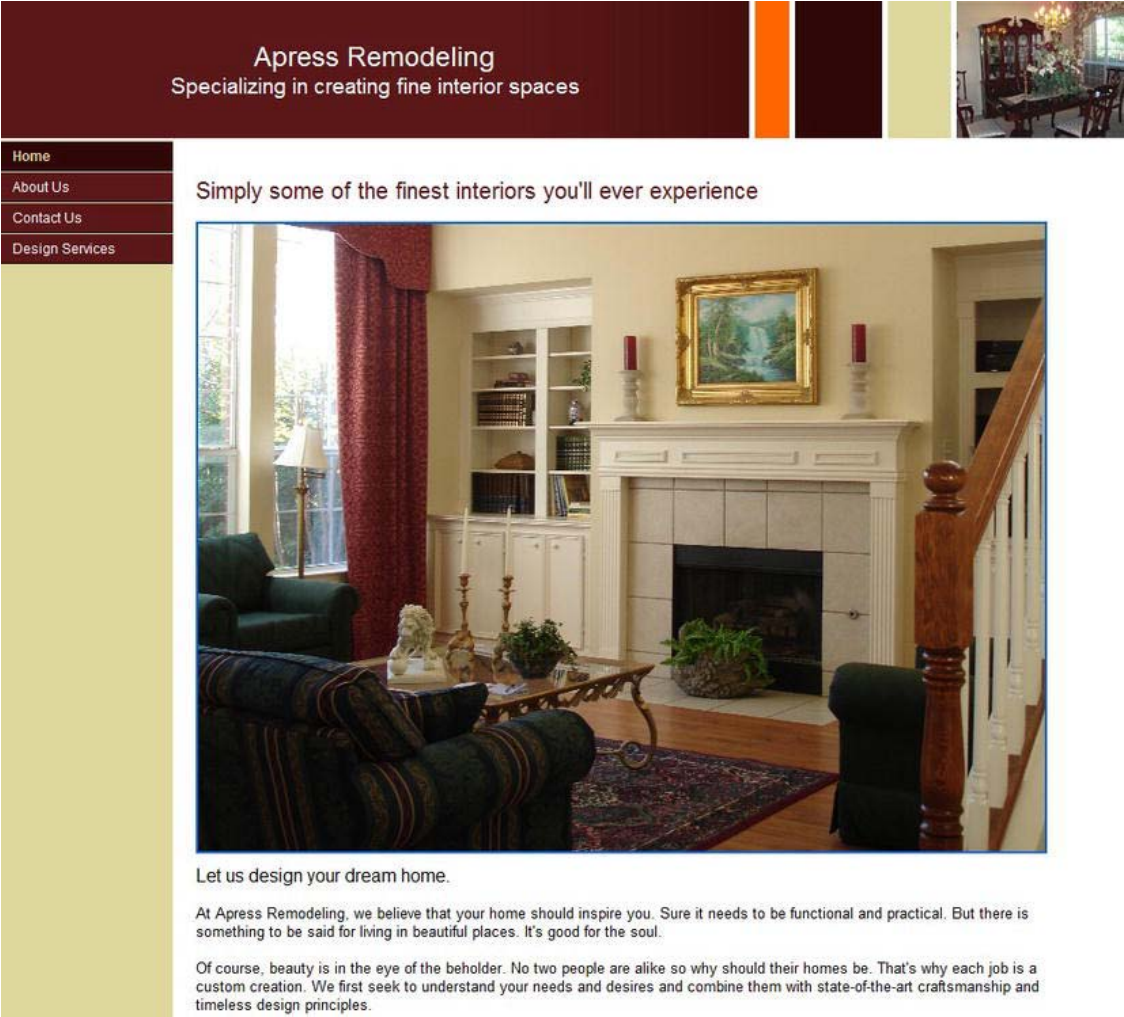 Apress Remodeling
Specializing in creating fine interior spaces
Home
About Us
Contact Us
Design Services
Simply some of the finest interiors you'll ever experience
Let us design your dream home.
At Apress Remodeling, we believe that your home should inspire you. Sure it needs to be functional and practical. But there is
something to be said for living in beautiful places. It's good for the soul.
Of course, beauty is in the eye of the beholder. No two people are alike so why should their homes be. That's why each job is a
custom creation. We first seek to understand your needs and desires and combine them with state-of-the-art craftsmanship and
timeless design principles.